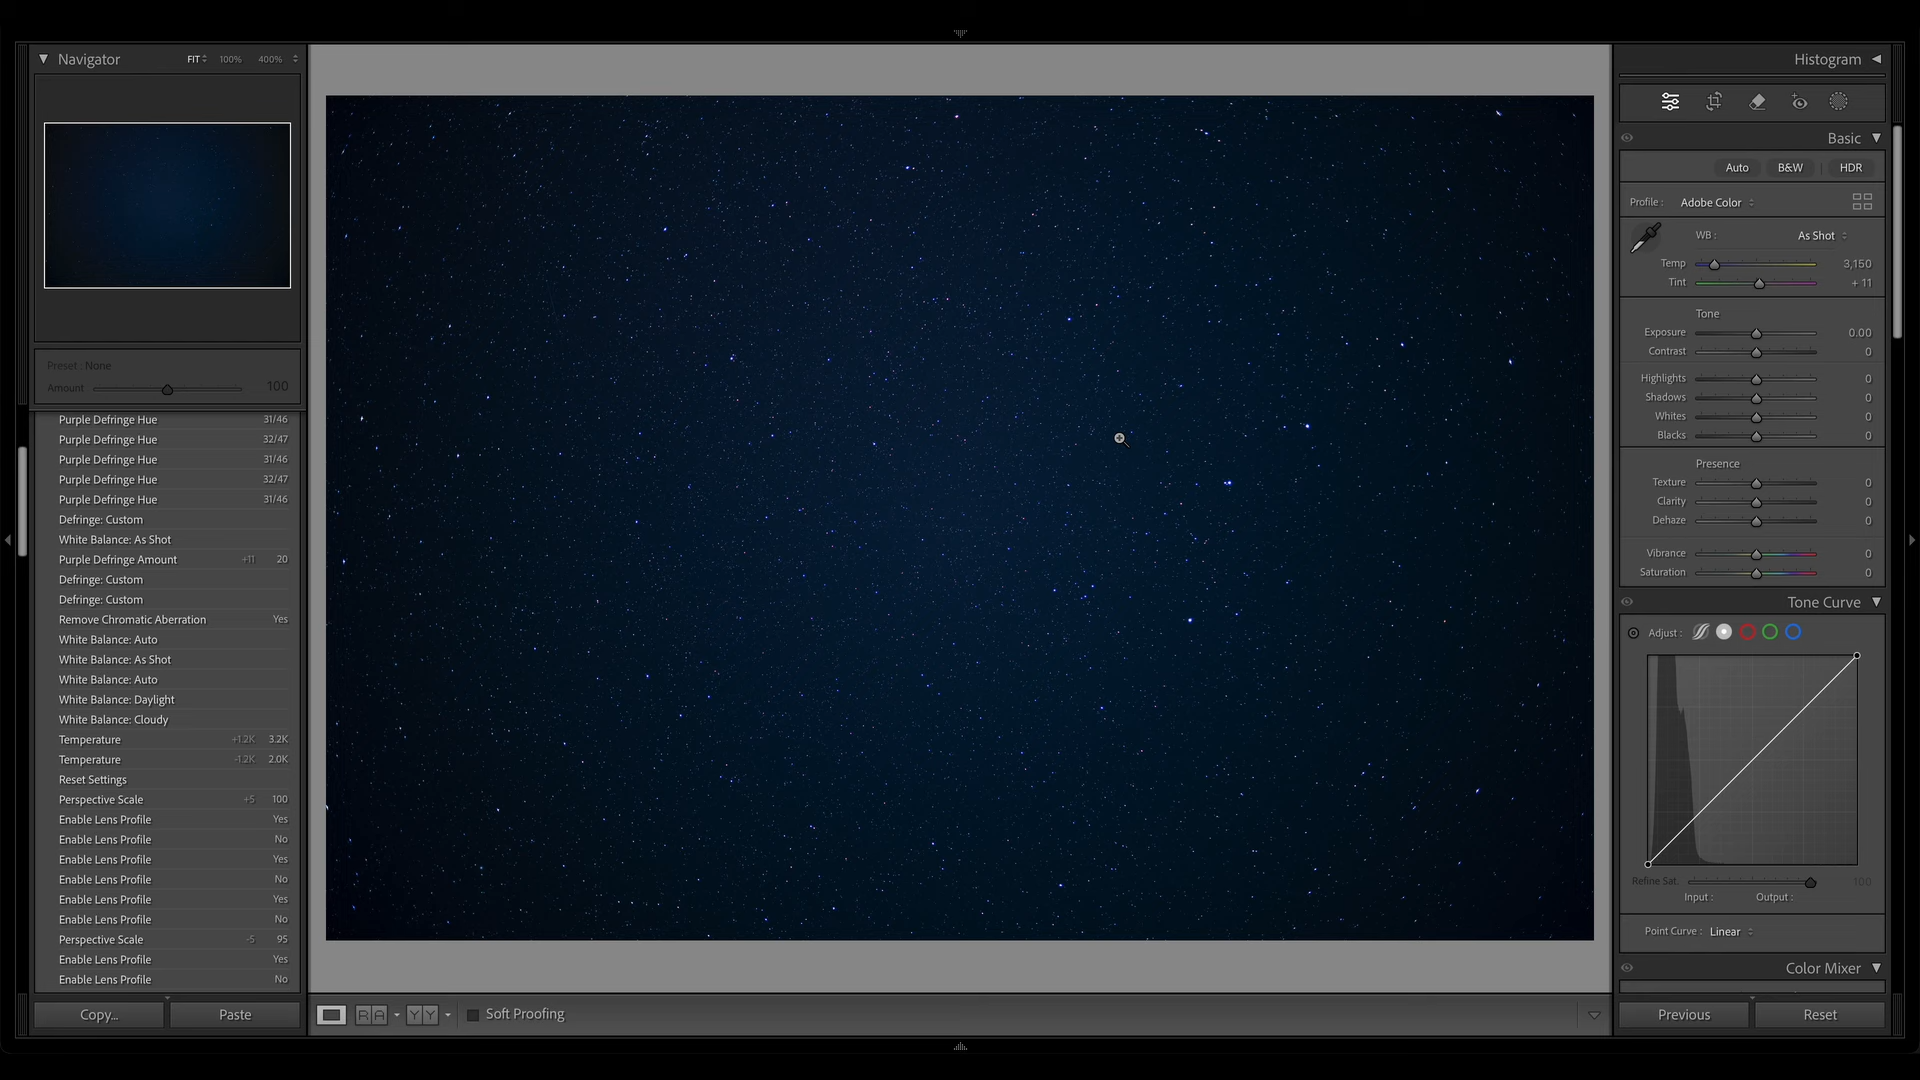 Navigator FIT 100% 400%
Preset : None
Amount 100
Purple Defringe Hue 31/46
Purple Defringe Hue 32/47
Purple Defringe Hue 31/46
Purple Defringe Hue 32/47
Purple Defringe Hue 31/46
Defringe: Custom
White Balance: As Shot
Purple Defringe Amount +11 20
Defringe: Custom
Defringe: Custom
Remove Chromatic Aberration Yes
White Balance: Auto
White Balance: As Shot
White Balance: Auto
White Balance: Daylight
White Balance: Cloudy
Temperature +1.2K 3.2K
Temperature -1.2K 2.0K
Reset Settings
Perspective Scale +5 100
Enable Lens Profile Yes
Enable Lens Profile No
Enable Lens Profile Yes
Enable Lens Profile No
Enable Lens Profile Yes
Enable Lens Profile No
Perspective Scale -5 95
Enable Lens Profile Yes
Enable Lens Profile No
Copy... Paste
R A Y Y Soft Proofing
Histogram
Basic
Auto B&W HDR
Profile : Adobe Color
WB : As Shot
Temp 3,150
Tint + 11
Tone
Exposure 0.00
Contrast 0
Highlights 0
Shadows 0
Whites 0
Blacks 0
Presence
Texture 0
Clarity 0
Dehaze 0
Vibrance 0
Saturation 0
Tone Curve
Adjust :
Refine Sat. 100
Input : Output :
Point Curve : Linear
Color Mixer
Previous Reset